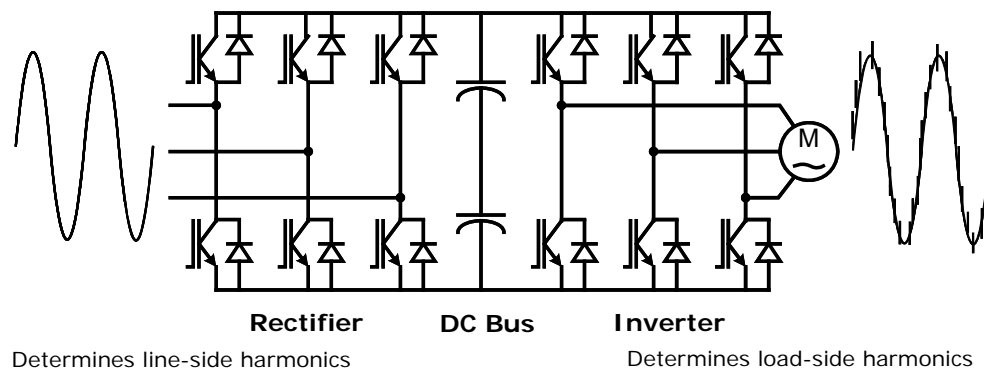 M
Rectifier
DC Bus
Inverter
Determines line-side harmonics
Determines load-side harmonics